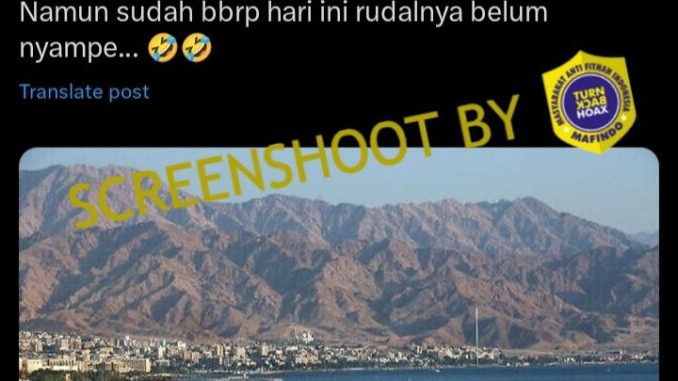 Namun sudah bbrp hari ini rudalnya belum
nyampe... 🤣🤣
Translate post
SCREENSHOOT BY
MASYARAKAT ANTI FITNAH INDONESIA
TURN
BACK
HOAX
MAFINDO